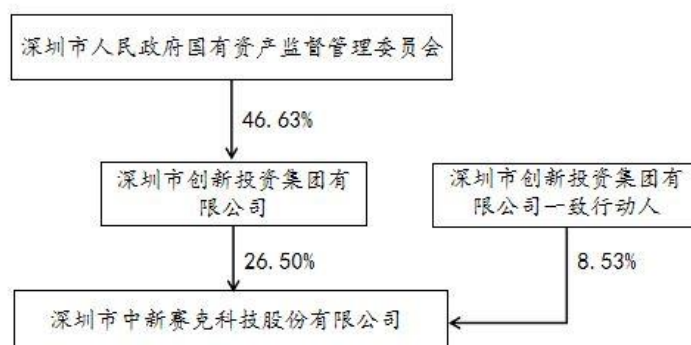 深圳市人民政府国有资产监督管理委员会
46.63%
深圳市创新投资集团有
限公司
深圳市创新投资集团有
限公司一致行动人
26.50%
8.53%
深圳市中新赛克科技股份有限公司